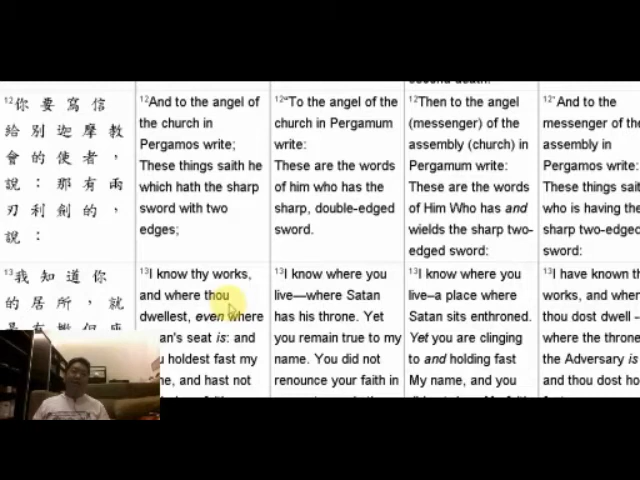 second death.
12你要寫信
給別迦摩教
會的使者，
說：那有兩
刃利劍的，
說：
12And to the angel of
the church in
Pergamos write;
These things saith he
which hath the sharp
sword with two
edges;
12"To the angel of the
church in Pergamum
write:
These are the words
of him who has the
sharp, double-edged
sword.
12Then to the angel
(messenger) of the
assembly (church) in
Pergamum write:
These are the words
of Him Who has and
wields the sharp two-
edged sword:
12`And to the
messenger of the
assembly in
Pergamos write:
These things sait
who is having the
sharp two-edged
sword:
13我知道你
的居所，就
13I know thy works,
and where thou
dwellest, even where
an's seat is: and
holdest fast my
and hast not
13I know where you
live—where Satan
has his throne. Yet
you remain true to my
name. You did not
renounce your faith in
13I know where you
live–a place where
Satan sits enthroned.
Yet you are clinging
to and holding fast
My name, and you
13I have known th
works, and wher
thou dost dwell -
where the throne
the Adversary is
and thou dost ho